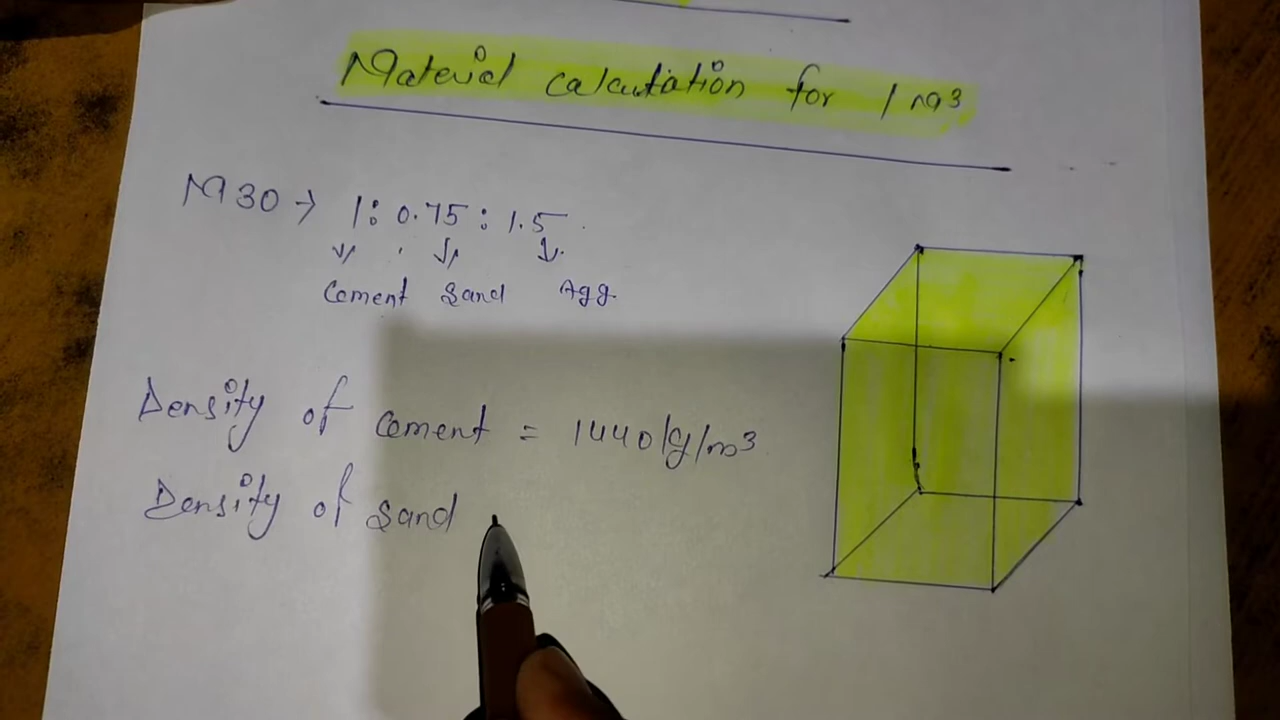 Material calculation for 1 m³
M30 → 1 : 0.75 : 1.5
Cement Sand Agg.
Density of cement = 1440 kg/m³
Density of sand